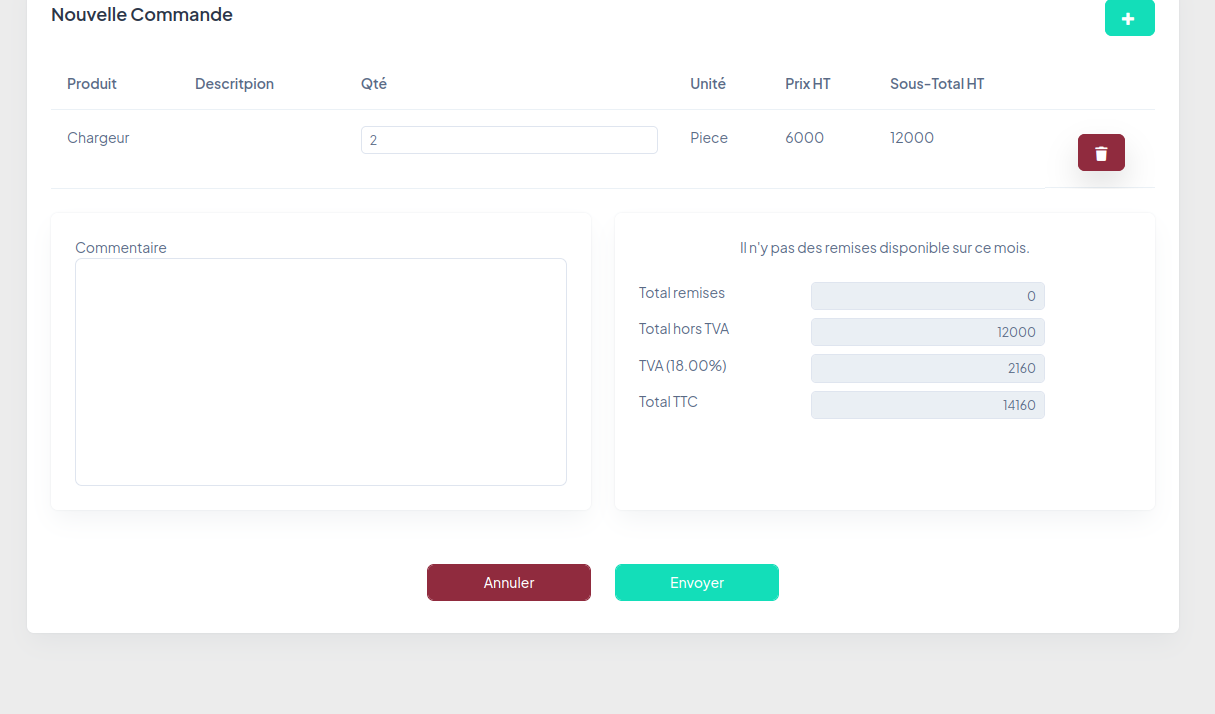 Nouvelle Commande
+
Produit Descritpion Qté Unité Prix HT Sous-Total HT
Chargeur 2 Piece 6000 12000
Commentaire
Il n'y pas des remises disponible sur ce mois.
Total remises 0
Total hors TVA 12000
TVA (18.00%) 2160
Total TTC 14160
Annuler Envoyer